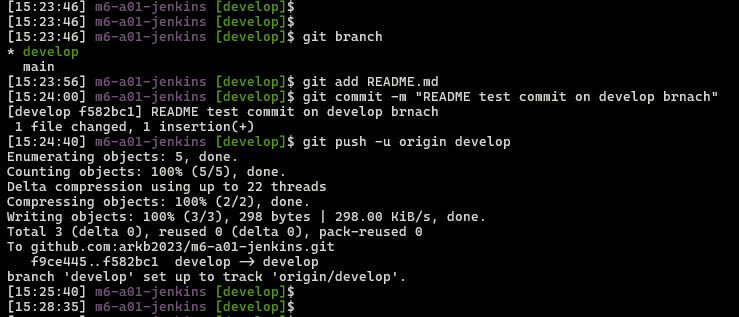 [15:23:46] m6-a01-jenkins [develop]$
[15:23:46] m6-a01-jenkins [develop]$
[15:23:46] m6-a01-jenkins [develop]$ git branch
* develop
  main
[15:23:56] m6-a01-jenkins [develop]$ git add README.md
[15:24:00] m6-a01-jenkins [develop]$ git commit -m "README test commit on develop brnach"
[develop f582bc1] README test commit on develop brnach
 1 file changed, 1 insertion(+)
[15:24:40] m6-a01-jenkins [develop]$ git push -u origin develop
Enumerating objects: 5, done.
Counting objects: 100% (5/5), done.
Delta compression using up to 22 threads
Compressing objects: 100% (2/2), done.
Writing objects: 100% (3/3), 298 bytes | 298.00 KiB/s, done.
Total 3 (delta 0), reused 0 (delta 0), pack-reused 0
To github.com:arkb2023/m6-a01-jenkins.git
   f9ce445..f582bc1  develop -> develop
branch 'develop' set up to track 'origin/develop'.
[15:25:40] m6-a01-jenkins [develop]$
[15:28:35] m6-a01-jenkins [develop]$